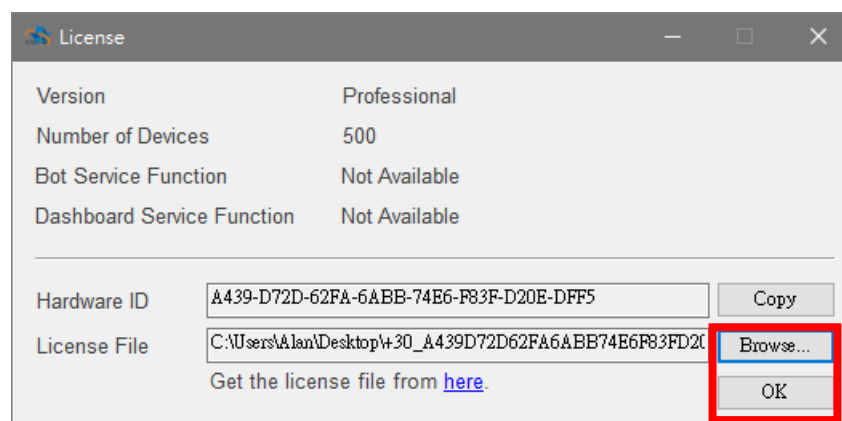 License
Version Professional
Number of Devices 500
Bot Service Function Not Available
Dashboard Service Function Not Available
Hardware ID A439-D72D-62FA-6ABB-74E6-F83F-D20E-DFF5 Copy
License File C:\Users\Alan\Desktop\+30_A439D72D62FA6ABB74E6F83FD20 Browse...
Get the license file from here.
OK